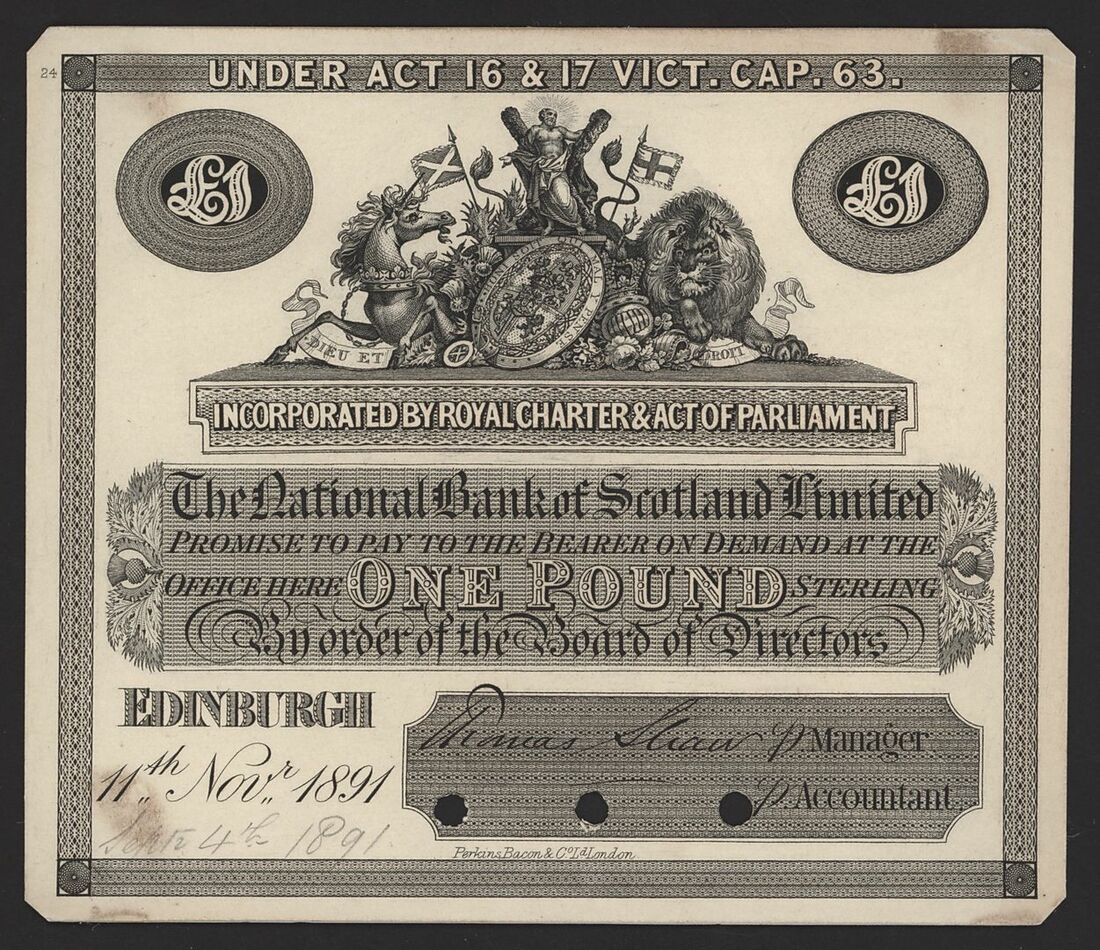 24
UNDER ACT 16 & 17 VICT. CAP. 63.
£1 £1
DIEU ET DROIT
INCORPORATED BY ROYAL CHARTER & ACT OF PARLIAMENT
The National Bank of Scotland Limited
PROMISE TO PAY TO THE BEARER ON DEMAND AT THE
OFFICE HERE ONE POUND STERLING
By order of the Board of Directors
EDINBURGH
Thomas Shaw P Manager
11th Novr 1891
P Accountant
Septr 4th 1891.
Perkins Bacon & Co Ld London